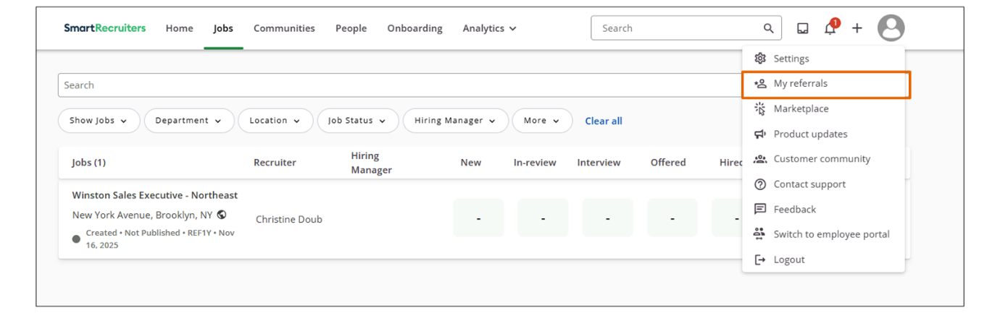 SmartRecruiters Home Jobs Communities People Onboarding Analytics Search 1
Settings
My referrals
Marketplace
Product updates
Customer community
Contact support
Feedback
Switch to employee portal
Logout
Search
Show Jobs Department Location Job Status Hiring Manager More Clear all
Jobs (1) Recruiter Hiring Manager New In-review Interview Offered Hired
Winston Sales Executive - Northeast
New York Avenue, Brooklyn, NY
Christine Doub - - - - -
Created • Not Published • REF1Y • Nov
16, 2025